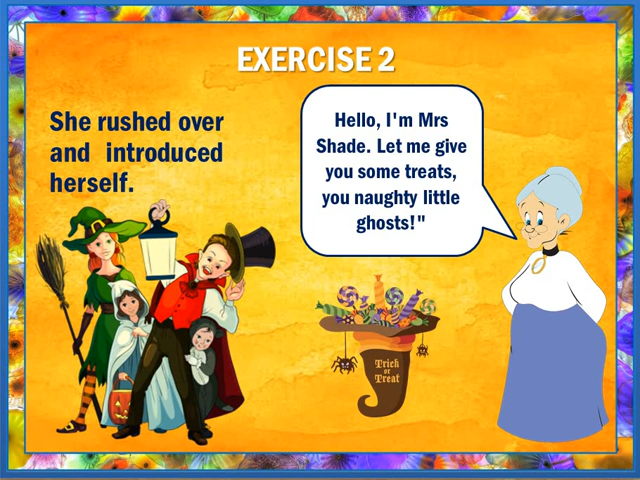 EXERCISE 2
She rushed over
and introduced
herself.
Hello, I'm Mrs
Shade. Let me give
you some treats,
you naughty little
ghosts!"
Trick
or
Treat